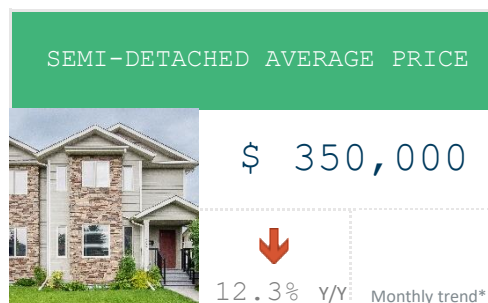 SEMI-DETACHED AVERAGE PRICE
$ 350,000
12.3% Y/Y
Monthly trend*